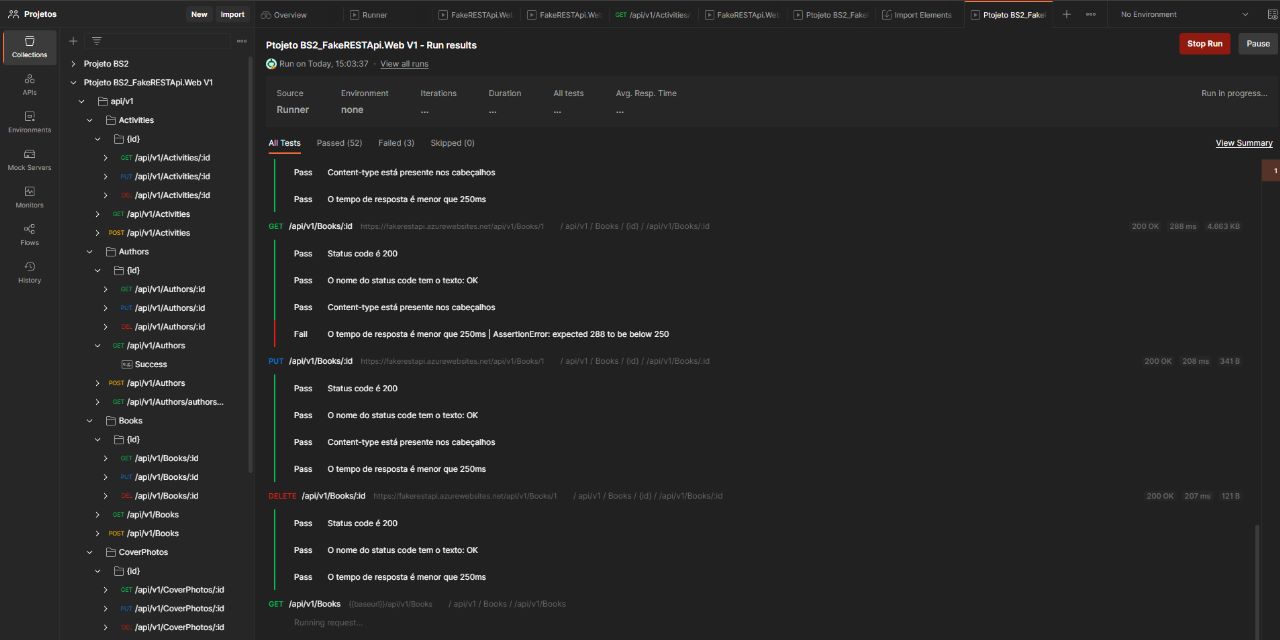 Projetos
New Import
Overview Runner FakeRESTApi.We FakeRESTApi.We GET /api/v1/Activities/ FakeRESTApi.We Ptojeto BS2_Fake Import Elements Ptojeto BS2_Fake No Environment
Collections
APIs
Environments
Mock Servers
Monitors
Flows
History
Projeto BS2
Ptojeto BS2_FakeRESTApi.Web V1
api/v1
Activities
{id}
GET /api/v1/Activities/:id
PUT /api/v1/Activities/:id
DEL /api/v1/Activities/:id
GET /api/v1/Activities
POST /api/v1/Activities
Authors
{id}
GET /api/v1/Authors/:id
PUT /api/v1/Authors/:id
DEL /api/v1/Authors/:id
GET /api/v1/Authors
Success
POST /api/v1/Authors
GET /api/v1/Authors/authors...
Books
{id}
GET /api/v1/Books/:id
PUT /api/v1/Books/:id
DEL /api/v1/Books/:id
GET /api/v1/Books
POST /api/v1/Books
CoverPhotos
{id}
GET /api/v1/CoverPhotos/:id
PUT /api/v1/CoverPhotos/:id
DEL /api/v1/CoverPhotos/:id
Ptojeto BS2_FakeRESTApi.Web V1 - Run results
Stop Run Pause
Run on Today, 15:03:37 · View all runs
Source Environment Iterations Duration All tests Avg. Resp. Time Run in progress...
Runner none ... ... ... ...
All Tests Passed (52) Failed (3) Skipped (0) View Summary
1
Pass Content-type está presente nos cabeçalhos
Pass O tempo de resposta é menor que 250ms
GET /api/v1/Books/:id https://fakerestapi.azurewebsites.net/api/v1/Books/1 / api/v1 / Books / {id} / /api/v1/Books/:id 200 OK 288 ms 4.663 KB
Pass Status code é 200
Pass O nome do status code tem o texto: OK
Pass Content-type está presente nos cabeçalhos
Fail O tempo de resposta é menor que 250ms | AssertionError: expected 288 to be below 250
PUT /api/v1/Books/:id https://fakerestapi.azurewebsites.net/api/v1/Books/1 / api/v1 / Books / {id} / /api/v1/Books/:id 200 OK 208 ms 341 B
Pass Status code é 200
Pass O nome do status code tem o texto: OK
Pass Content-type está presente nos cabeçalhos
Pass O tempo de resposta é menor que 250ms
DELETE /api/v1/Books/:id https://fakerestapi.azurewebsites.net/api/v1/Books/1 / api/v1 / Books / {id} / /api/v1/Books/:id 200 OK 207 ms 121 B
Pass Status code é 200
Pass O nome do status code tem o texto: OK
Pass O tempo de resposta é menor que 250ms
GET /api/v1/Books {{baseurl}}/api/v1/Books / api/v1 / Books / /api/v1/Books
Running request...